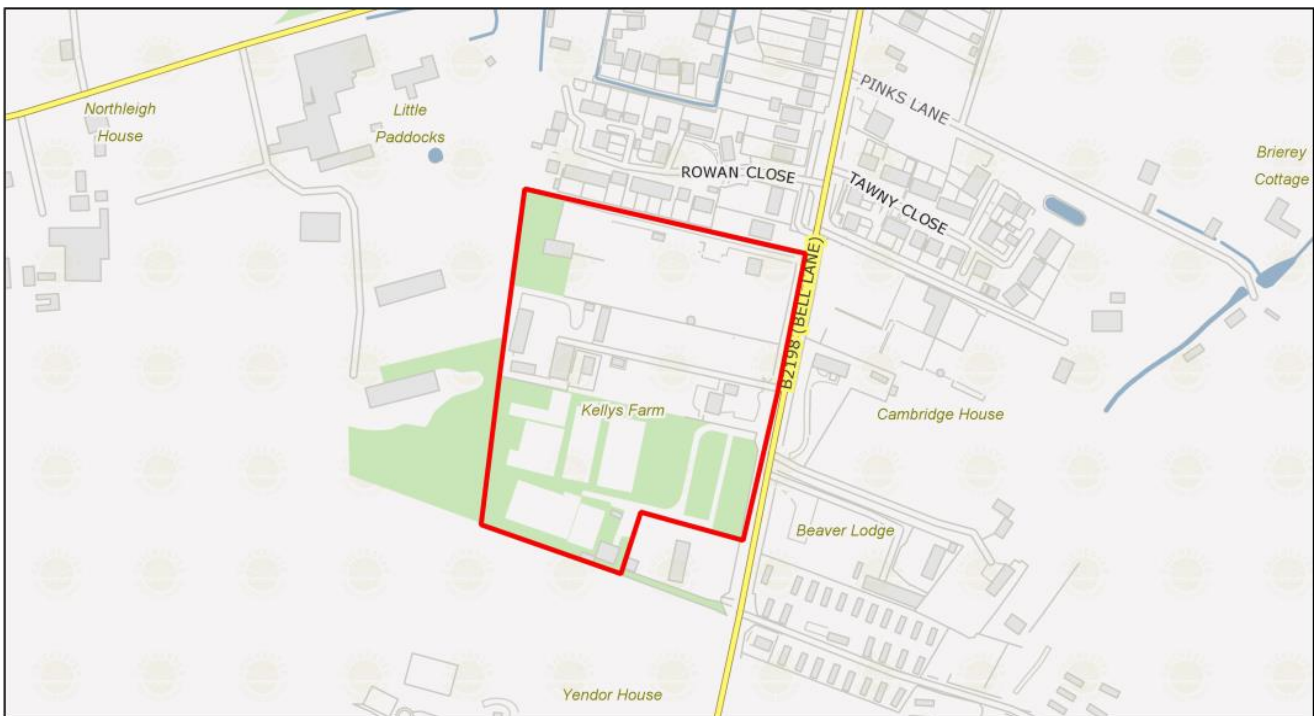 PINKS LANE
Northleigh
House
Little
Paddocks
Brierey
Cottage
ROWAN CLOSE
TAWNY CLOSE
B2198 (BELL LANE)
Kellys Farm
Cambridge House
Beaver Lodge
Yendor House